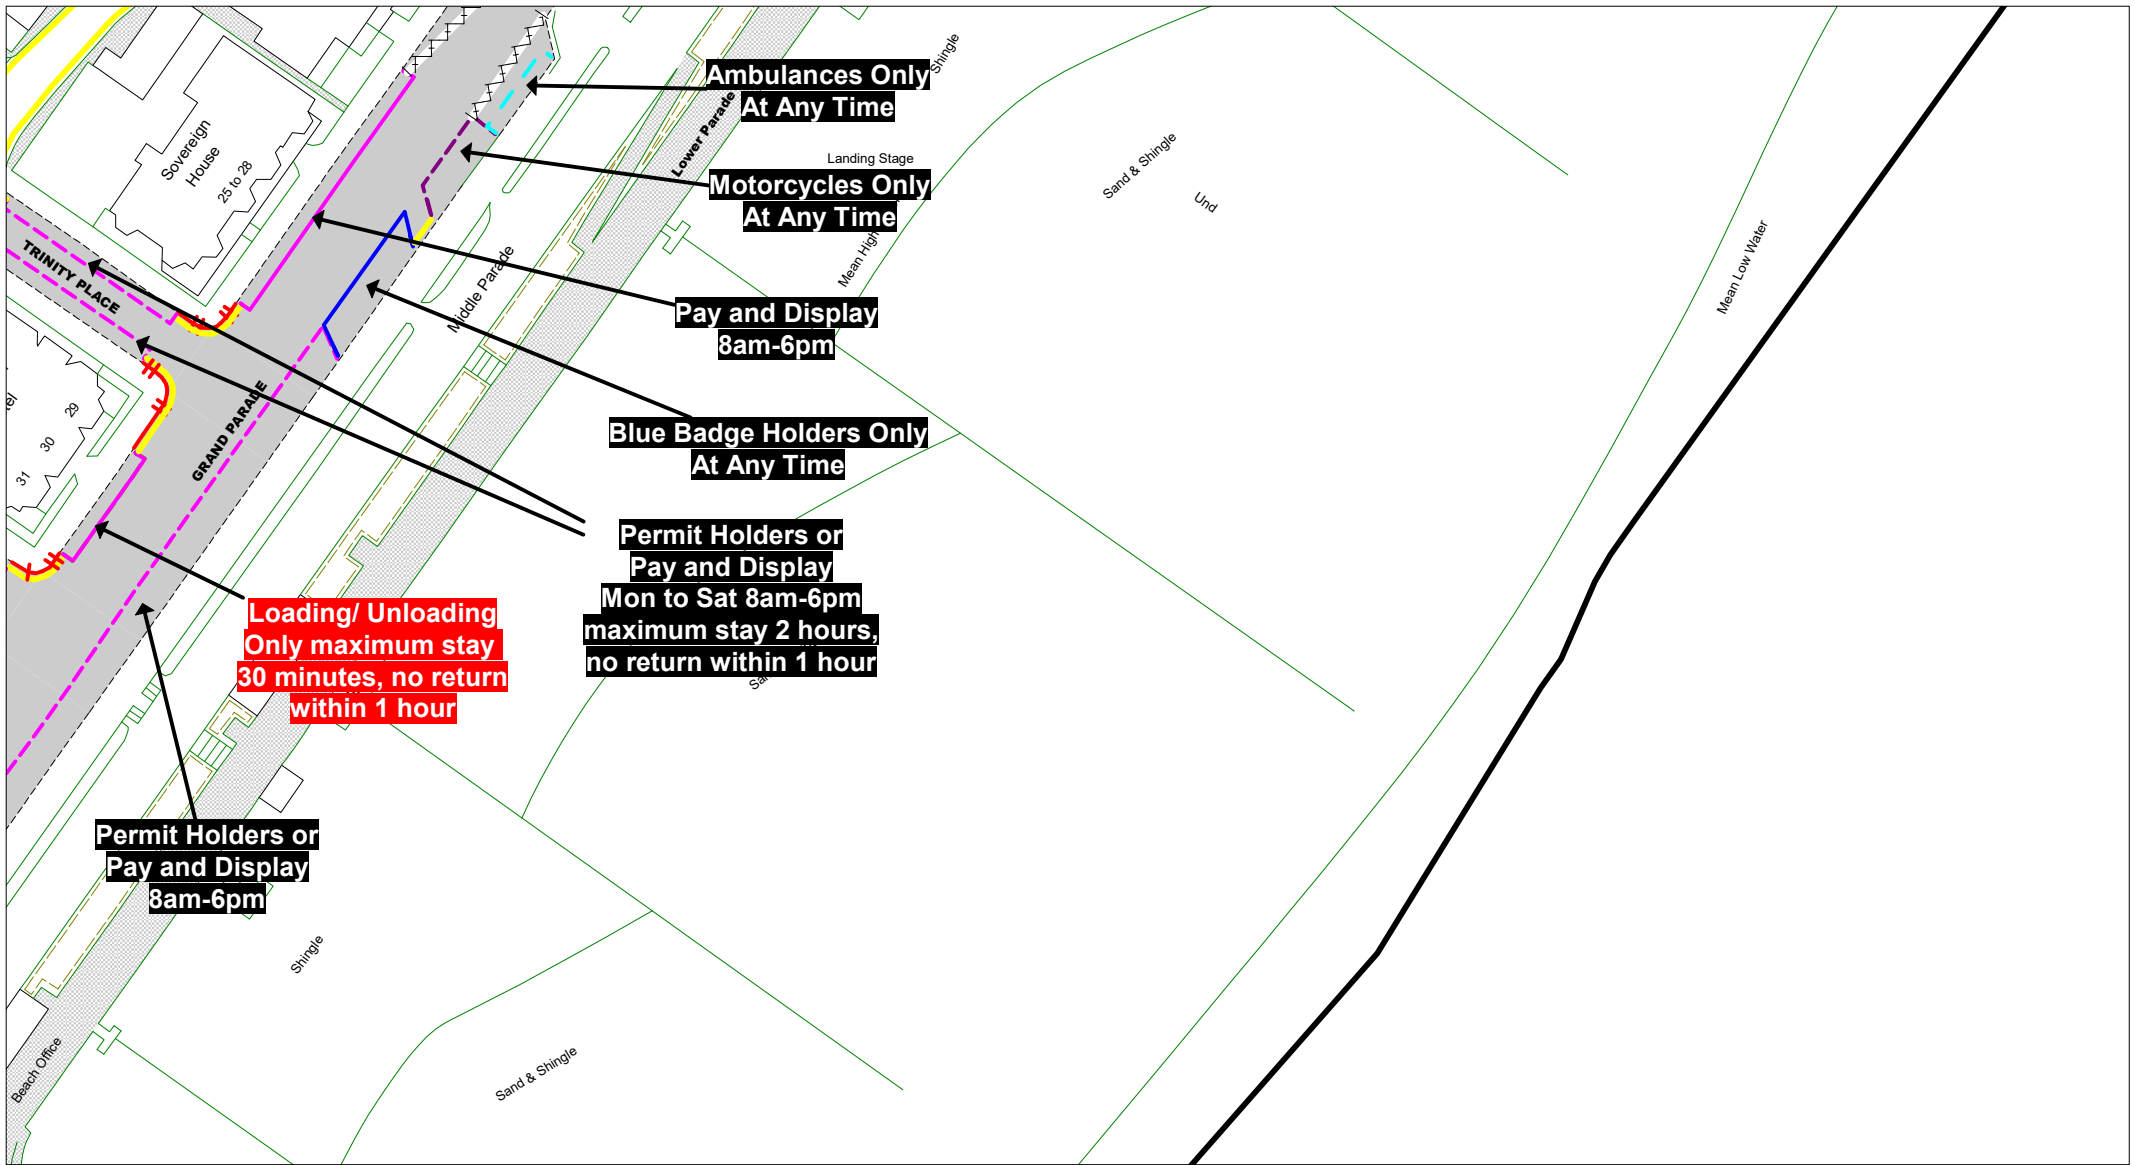 Shingle
Ambulances Only
At Any Time
Lower Parade
Sovereign
House
25 to 28
Landing Stage
Sand & Shingle
Und
Motorcycles Only
At Any Time
Mean High
Mean Low Water
TRINITY PLACE
Middle Parade
Pay and Display
8am-6pm
29
30
31
GRAND PARADE
Blue Badge Holders Only
At Any Time
Permit Holders or
Pay and Display
Mon to Sat 8am-6pm
maximum stay 2 hours,
no return within 1 hour
Loading/ Unloading
Only maximum stay
30 minutes, no return
within 1 hour
Permit Holders or
Pay and Display
8am-6pm
Shingle
Beach Office
Sand & Shingle